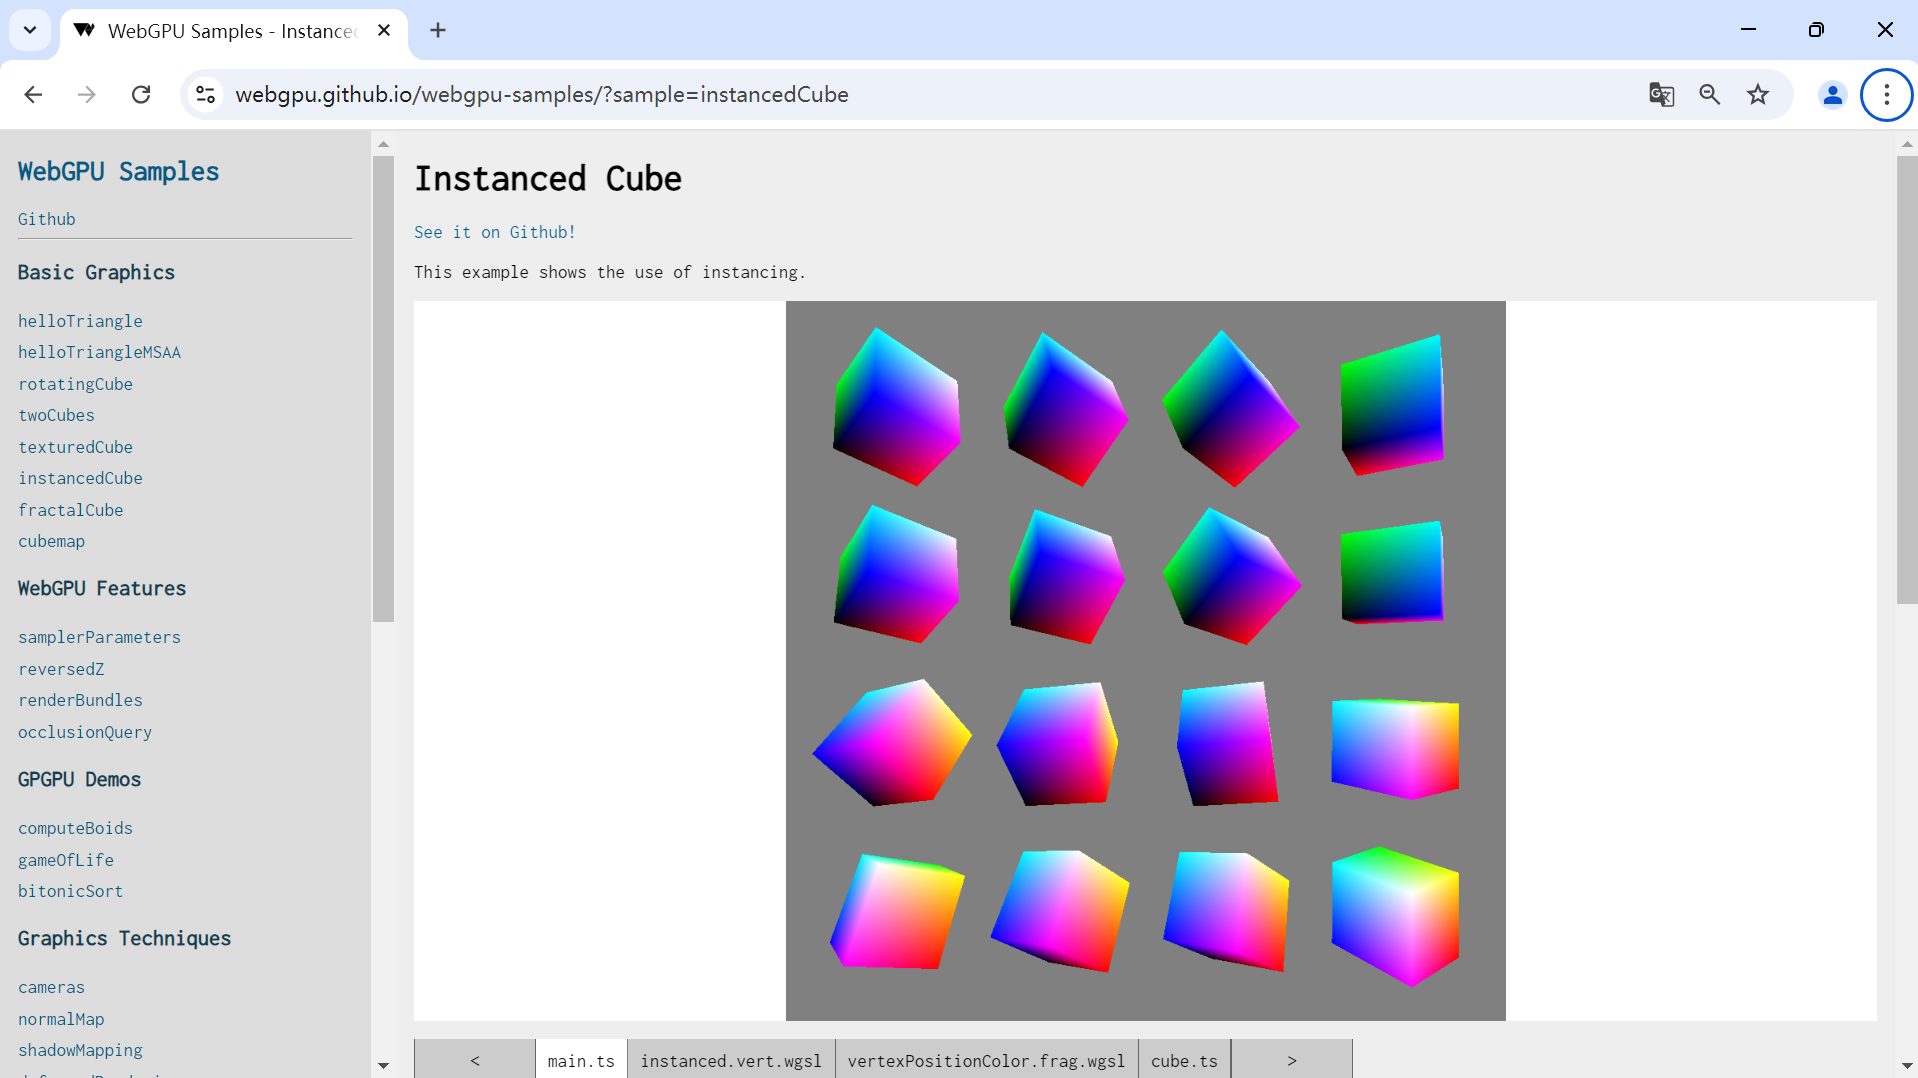 WebGPU Samples - Instance
webgpu.github.io/webgpu-samples/?sample=instancedCube
WebGPU Samples
Github
Basic Graphics
helloTriangle
helloTriangleMSAA
rotatingCube
twoCubes
texturedCube
instancedCube
fractalCube
cubemap
WebGPU Features
samplerParameters
reversedZ
renderBundles
occlusionQuery
GPGPU Demos
computeBoids
gameOfLife
bitonicSort
Graphics Techniques
cameras
normalMap
shadowMapping
Instanced Cube
See it on Github!
This example shows the use of instancing.
< main.ts instanced.vert.wgsl vertexPositionColor.frag.wgsl cube.ts >